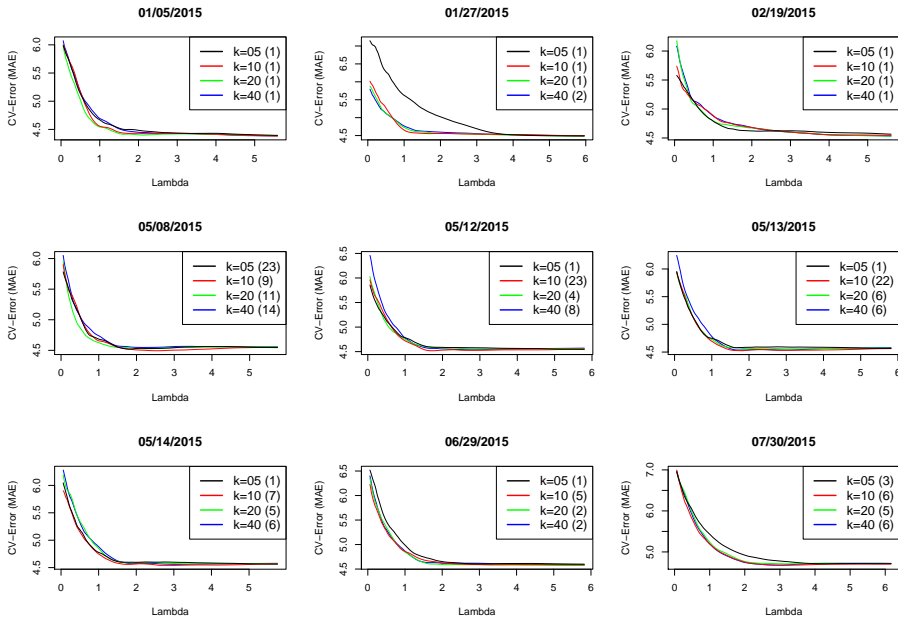 01/05/2015
CV−Error (MAE)
6.0
5.5
5.0
4.5
k=05 (1)
k=10 (1)
k=20 (1)
k=40 (1)
0 1 2 3 4 5
Lambda
01/27/2015
CV−Error (MAE)
5.5
4.5
k=05 (1)
k=10 (1)
k=20 (1)
k=40 (2)
0 1 2 3 4 5 6
Lambda
02/19/2015
CV−Error (MAE)
6.0
5.5
5.0
4.5
k=05 (1)
k=10 (1)
k=20 (1)
k=40 (1)
0 1 2 3 4 5
Lambda
05/08/2015
CV−Error (MAE)
6.0
5.5
5.0
4.5
k=05 (23)
k=10 (9)
k=20 (11)
k=40 (14)
0 1 2 3 4 5
Lambda
05/12/2015
CV−Error (MAE)
6.5
6.0
5.5
5.0
4.5
k=05 (1)
k=10 (23)
k=20 (4)
k=40 (8)
0 1 2 3 4 5 6
Lambda
05/13/2015
CV−Error (MAE)
6.0
5.5
5.0
4.5
k=05 (1)
k=10 (22)
k=20 (6)
k=40 (6)
0 1 2 3 4 5 6
Lambda
05/14/2015
CV−Error (MAE)
6.0
5.5
5.0
4.5
k=05 (1)
k=10 (7)
k=20 (5)
k=40 (6)
0 1 2 3 4 5
Lambda
06/29/2015
CV−Error (MAE)
6.5
6.0
5.5
5.0
4.5
k=05 (1)
k=10 (5)
k=20 (2)
k=40 (2)
0 1 2 3 4 5 6
Lambda
07/30/2015
CV−Error (MAE)
7.0
6.0
5.0
k=05 (3)
k=10 (6)
k=20 (5)
k=40 (6)
0 1 2 3 4 5 6
Lambda